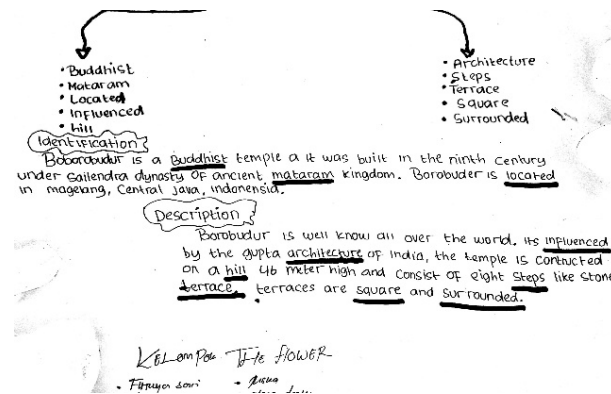 • Buddhist
• Mataram
• Located
• Influenced
• hill
• Architecture
• Steps
• Terrace
• Square
• Surrounded
Identification
Boborobudur is a Buddhist temple a it was built in the ninth century
under Sailendra dynasty of ancient mataram kingdom. Borobuder is located
in magelang, Central java, indonensia.
Description
Borobudur is well know all over the world. its influenced
by the gupta architecture of India, the temple is contructed
on a hill 46 meter high and consist of eight steps like stone
terrace. terraces are square and surrounded.
KELOMPOK THE FLOWER